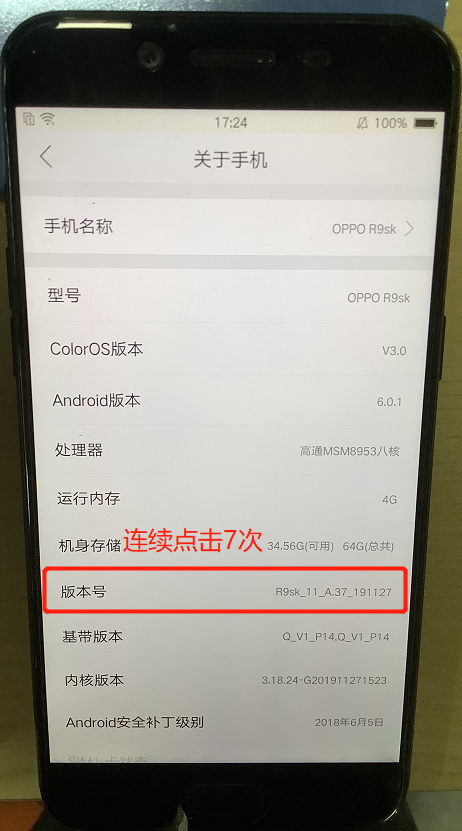 17:24 100%
关于手机
手机名称 OPPO R9sk
型号 OPPO R9sk
ColorOS版本 V3.0
Android版本 6.0.1
处理器 高通MSM8953八核
运行内存 4G
机身存储 连续点击7次 34.56G(可用) 64G(总共)
版本号 R9sk_11_A.37_191127
基带版本 Q_V1_P14,Q_V1_P14
内核版本 3.18.24-G201911271523
Android安全补丁级别 2018年6月5日
SIM1 卡状态